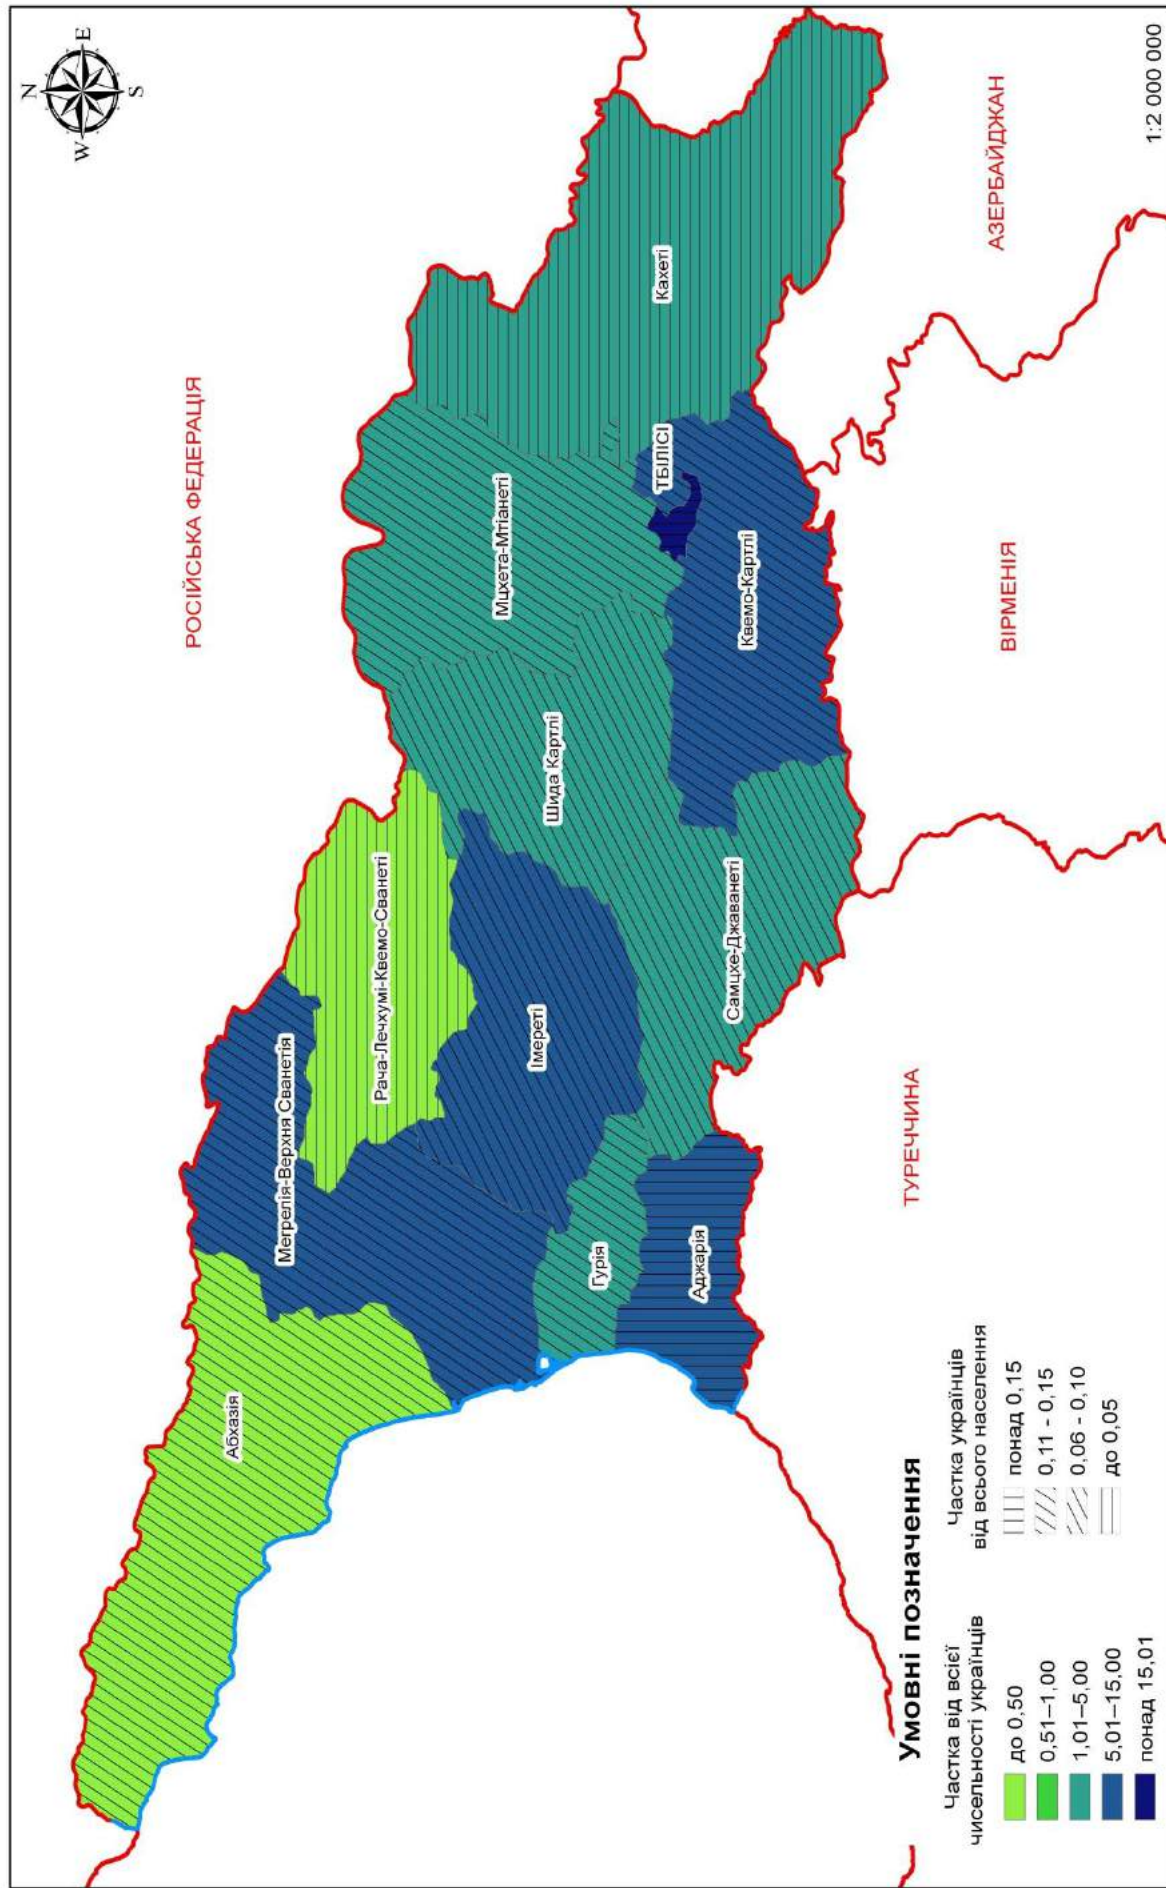 N
W
E
S
РОСІЙСЬКА ФЕДЕРАЦІЯ
Абхазія
Мегрелія-Верхня Сванетія
Рача-Лечхумі-Квемо-Сванеті
Мцхета-Мтіанеті
Шида Картлі
Імереті
Гурія
Кахеті
ТБІЛІСІ
Аджарія
Самцхе-Джаванеті
Квемо-Картлі
ТУРЕЧЧИНА
ВІРМЕНІЯ
АЗЕРБАЙДЖАН
Умовні позначення
Частка від всієї
чисельності українців
до 0,50
0,51–1,00
1,01–5,00
5,01–15,00
понад 15,01
Частка українців
від всього населення
понад 0,15
0,11 - 0,15
0,06 - 0,10
до 0,05
1:2 000 000